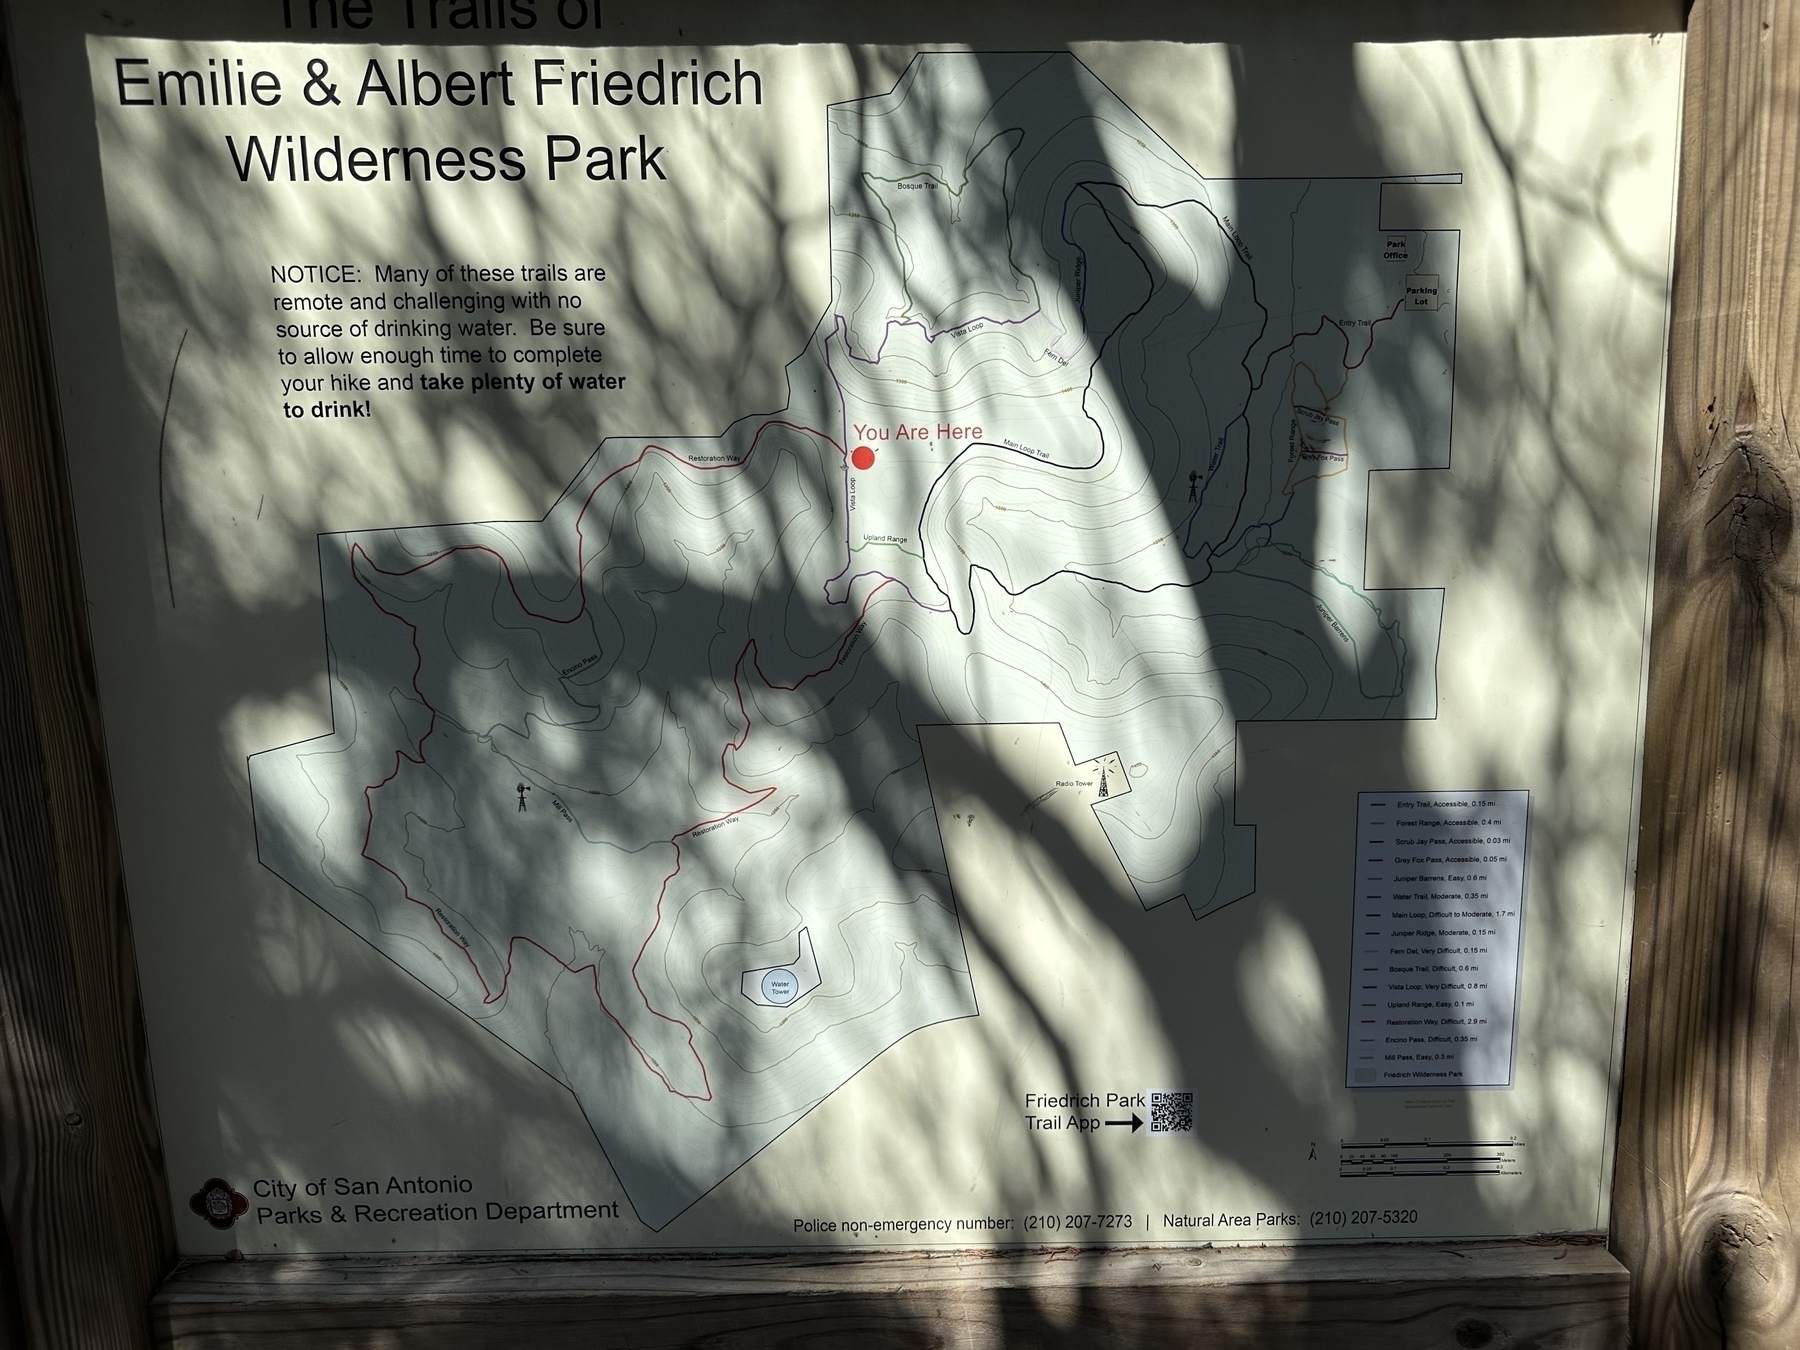 The Trails of
Emilie & Albert Friedrich
Wilderness Park
NOTICE: Many of these trails are
remote and challenging with no
source of drinking water. Be sure
to allow enough time to complete
your hike and take plenty of water
to drink!
Bosque Trail
Main Loop Trail
Park
Office
Parking
Lot
Juniper Ridge
Entry Trail
Vista Loop
Fern Del
Scrub Jay Pass
Forest Range
Fox Pass
You Are Here
Main Loop Trail
Restoration Way
Water Trail
Vista Loop
Upland Range
Juniper Barrens
Restoration Way
Encino Pass
Radio Tower
Mill Pass
Restoration Way
Restoration Way
Water
Tower
Entry Trail, Accessible, 0.15 mi
Forest Range, Accessible, 0.4 mi
Scrub Jay Pass, Accessible, 0.03 mi
Grey Fox Pass, Accessible, 0.05 mi
Juniper Barrens, Easy, 0.6 mi
Water Trail, Moderate, 0.35 mi
Main Loop, Difficult to Moderate, 1.7 mi
Juniper Ridge, Moderate, 0.15 mi
Fern Del, Very Difficult, 0.15 mi
Bosque Trail, Difficult, 0.6 mi
Vista Loop, Very Difficult, 0.8 mi
Upland Range, Easy, 0.1 mi
Restoration Way, Difficult, 2.9 mi
Encino Pass, Difficult, 0.35 mi
Mill Pass, Easy, 0.3 mi
Friedrich Wilderness Park
Friedrich Park
Trail App
N
Miles
Meters
Kilometers
City of San Antonio
Parks & Recreation Department
Police non-emergency number: (210) 207-7273 | Natural Area Parks: (210) 207-5320